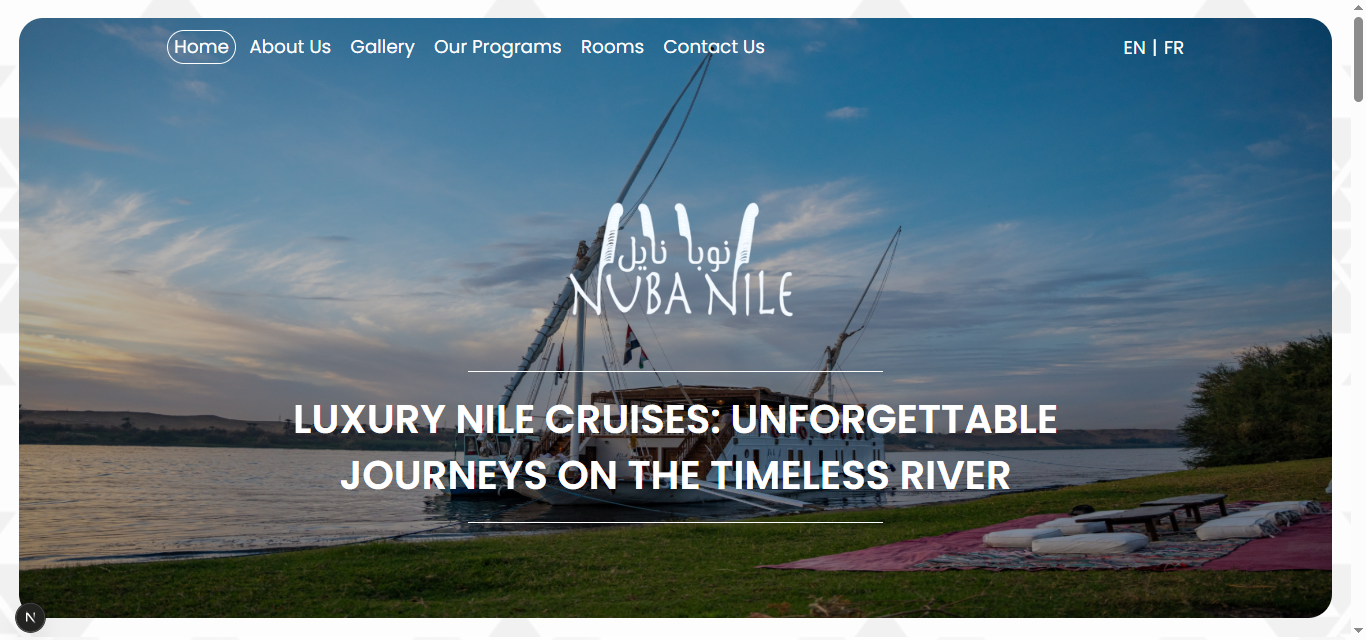 Home About Us Gallery Our Programs Rooms Contact Us EN | FR
نوبا نايل
NUBA NILE
LUXURY NILE CRUISES: UNFORGETTABLE
JOURNEYS ON THE TIMELESS RIVER
N